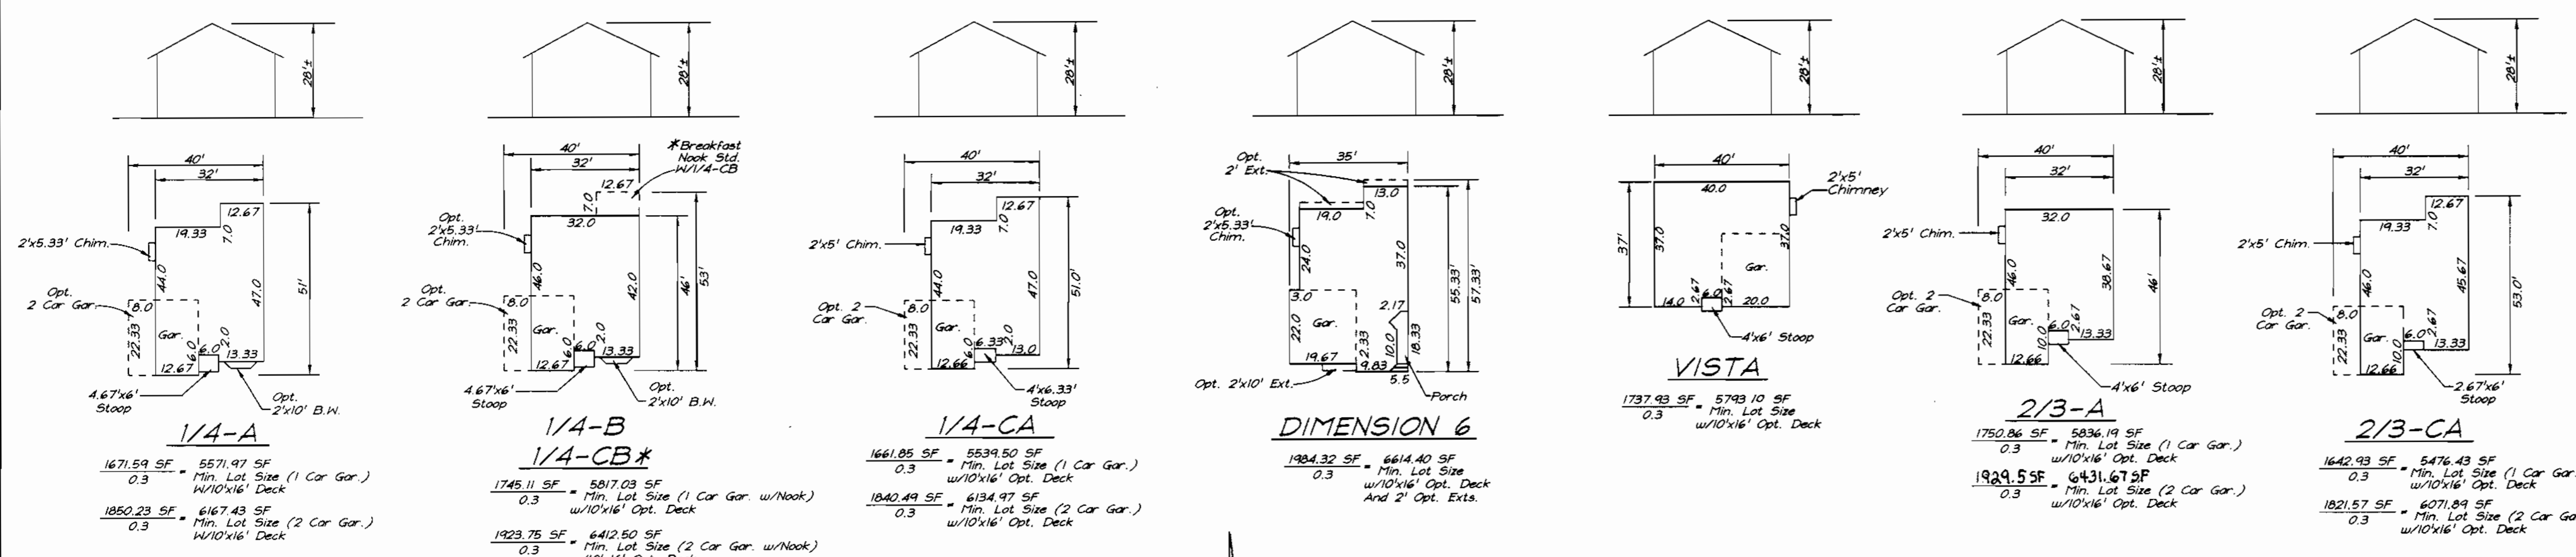 28'±
40'
32'
12.67
19.33
7.0
2'x5.33' Chim.
44.0
47.0
51'
Opt.
2 Car Gar.
8.0
22.33
Gar.
6.0
6.0
2.0
13.33
12.67
4.67'x6'
Stoop
Opt.
2'x10' B.W.
1/4-A
1671.59 SF = 5571.97 SF
0.3 Min. Lot Size (1 Car Gar.)
W/10'x16' Deck
1850.23 SF = 6167.43 SF
0.3 Min. Lot Size (2 Car Gar.)
W/10'x16' Deck
28'±
40'
32'
*Breakfast
Nook Std.
W/1/4-CB
12.67
7.0
32.0
Opt.
2'x5.33'
Chim.
46.0
42.0
46'
53'
Opt.
2 Car Gar.
8.0
22.33
Gar.
6.0
6.0
2.0
13.33
12.67
4.67'x6'
Stoop
Opt.
2'x10' B.W.
1/4-B
1/4-CB*
1745.11 SF = 5817.03 SF
0.3 Min. Lot Size (1 Car Gar. w/Nook)
w/10'x16' Opt. Deck
1923.75 SF = 6412.50 SF
0.3 Min. Lot Size (2 Car Gar. w/Nook)
28'±
40'
32'
12.67
19.33
7.0
2'x5' Chim.
44.0
47.0
51.0'
Opt. 2
Car Gar.
8.0
22.33
Gar.
6.0
6.33
2.0
13.0
12.66
4'x6.33'
Stoop
1/4-CA
1661.85 SF = 5539.50 SF
0.3 Min. Lot Size (1 Car Gar.)
w/10'x16' Opt. Deck
1840.49 SF = 6134.97 SF
0.3 Min. Lot Size (2 Car Gar.)
w/10'x16' Opt. Deck
28'±
35'
Opt.
2' Ext.
13.0
19.0
7.0
Opt.
2'x5.33'
Chim.
24.0
37.0
55.33'
57.33'
3.0
2.17
22.0
Gar.
2.33
10.0
18.33
19.67
9.83
5.5
Opt. 2'x10' Ext.
Porch
DIMENSION 6
1984.32 SF = 6614.40 SF
0.3 Min. Lot Size
w/10'x16' Opt. Deck
And 2' Opt. Exts.
28'±
40'
2'x5'
Chimney
40.0
37'
37.0
37.0
Gar.
14.0
2.67
6.0
2.67
20.0
4'x6' Stoop
VISTA
1737.93 SF = 5793 10 SF
0.3 Min. Lot Size
w/10'x16' Opt. Deck
28'±
40'
32'
32.0
2'x5' Chim.
46.0
38.67
46'
Opt. 2
Car Gar.
8.0
22.33
Gar.
10.0
6.0
2.67
13.33
12.66
4'x6' Stoop
2/3-A
1750.86 SF = 5836.19 SF
0.3 Min. Lot Size (1 Car Gar.)
w/10'x16' Opt. Deck
1929.5 SF = 6431.67 SF
0.3 Min. Lot Size (2 Car Gar.)
w/10'x16' Opt. Deck
28'±
40'
32'
12.67
19.33
7.0
2'x5' Chim.
46.0
45.67
53.0'
Opt. 2
Car Gar.
8.0
22.33
Gar.
10.0
6.0
2.67
13.33
12.66
2.67'x6'
Stoop
2/3-CA
1642.93 SF = 5476.43 SF
0.3 Min. Lot Size (1 Car Gar.
w/10'x16' Opt. Deck
1821.57 SF = 6071.89 SF
0.3 Min. Lot Size (2 Car Ga
w/10'x16' Opt. Deck